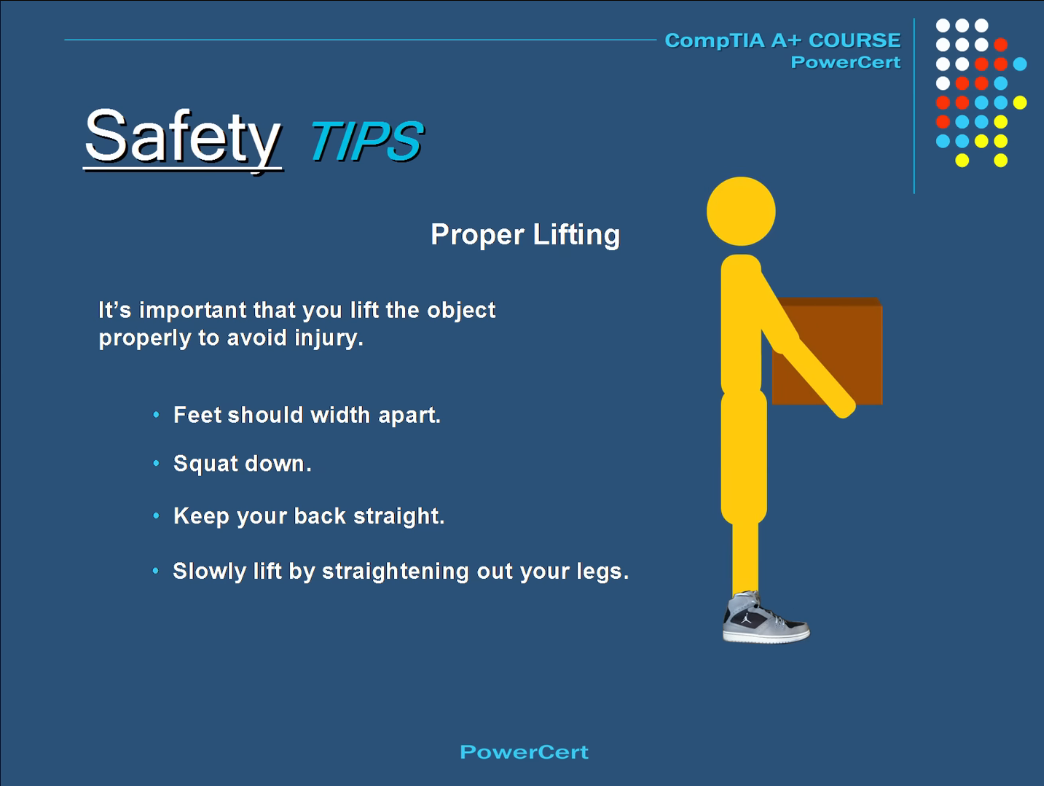 CompTIA A+ COURSE
PowerCert
Safety TIPS
Proper Lifting
It’s important that you lift the object
properly to avoid injury.
• Feet should width apart.
• Squat down.
• Keep your back straight.
• Slowly lift by straightening out your legs.
PowerCert